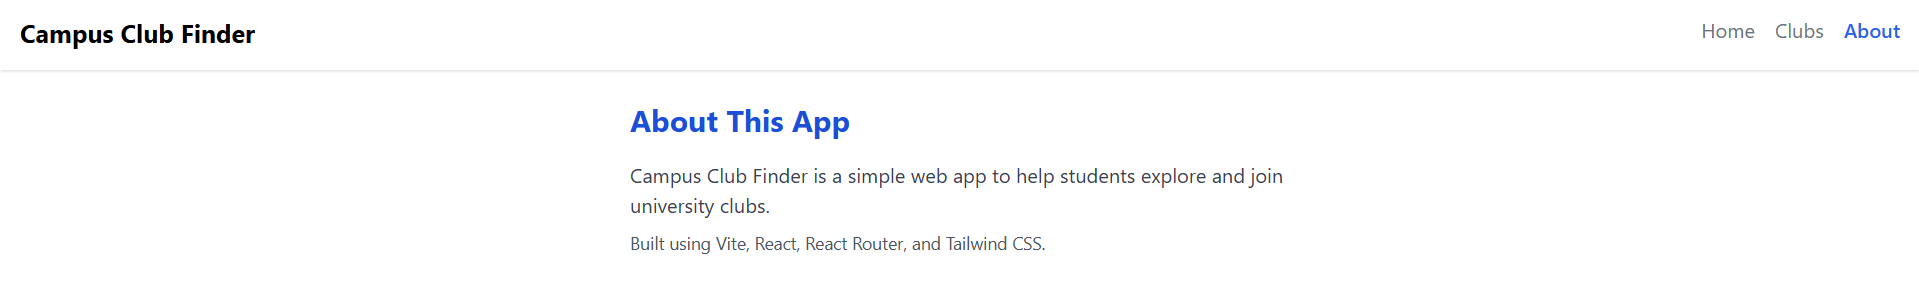 Campus Club Finder
Home Clubs About
About This App
Campus Club Finder is a simple web app to help students explore and join
university clubs.
Built using Vite, React, React Router, and Tailwind CSS.